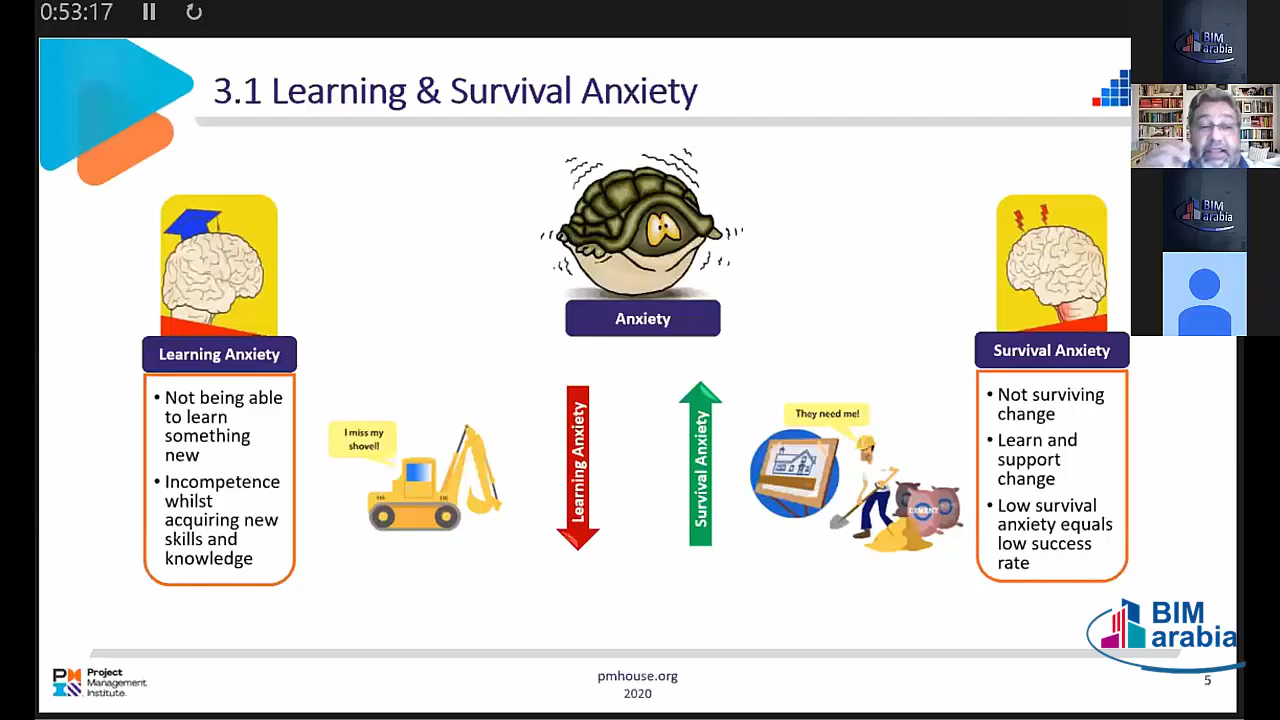 0:53:17
3.1 Learning & Survival Anxiety
BIM
arabia
BIM
arabia
Anxiety
Learning Anxiety
• Not being able
to learn
something
new
• Incompetence
whilst
acquiring new
skills and
knowledge
I miss my
shovel!
Learning Anxiety
Survival Anxiety
They need me!
CEMENT
Survival Anxiety
• Not surviving
change
• Learn and
support
change
• Low survival
anxiety equals
low success
rate
BIM
arabia
Project
Management
Institute.
pmhouse.org
2020
5